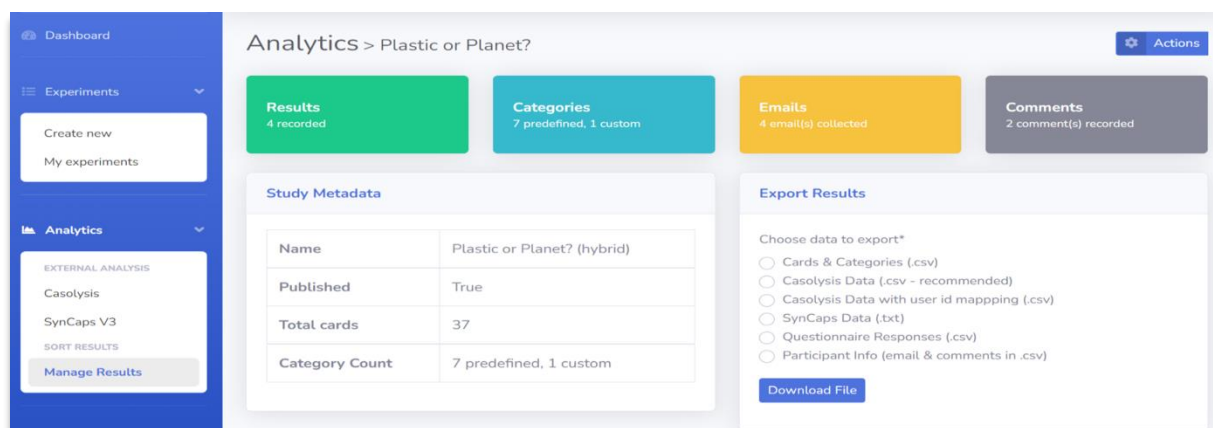 Dashboard
Experiments
Create new
My experiments
Analytics
EXTERNAL ANALYSIS
Casolysis
SynCaps V3
SORT RESULTS
Manage Results
Analytics > Plastic or Planet?
Actions
Results
4 recorded
Categories
7 predefined, 1 custom
Emails
4 email(s) collected
Comments
2 comment(s) recorded
Study Metadata
Name Plastic or Planet? (hybrid)
Published True
Total cards 37
Category Count 7 predefined, 1 custom
Export Results
Choose data to export*
Cards & Categories (.csv)
Casolysis Data (.csv - recommended)
Casolysis Data with user id mappping (.csv)
SynCaps Data (.txt)
Questionnaire Responses (.csv)
Participant Info (email & comments in .csv)
Download File